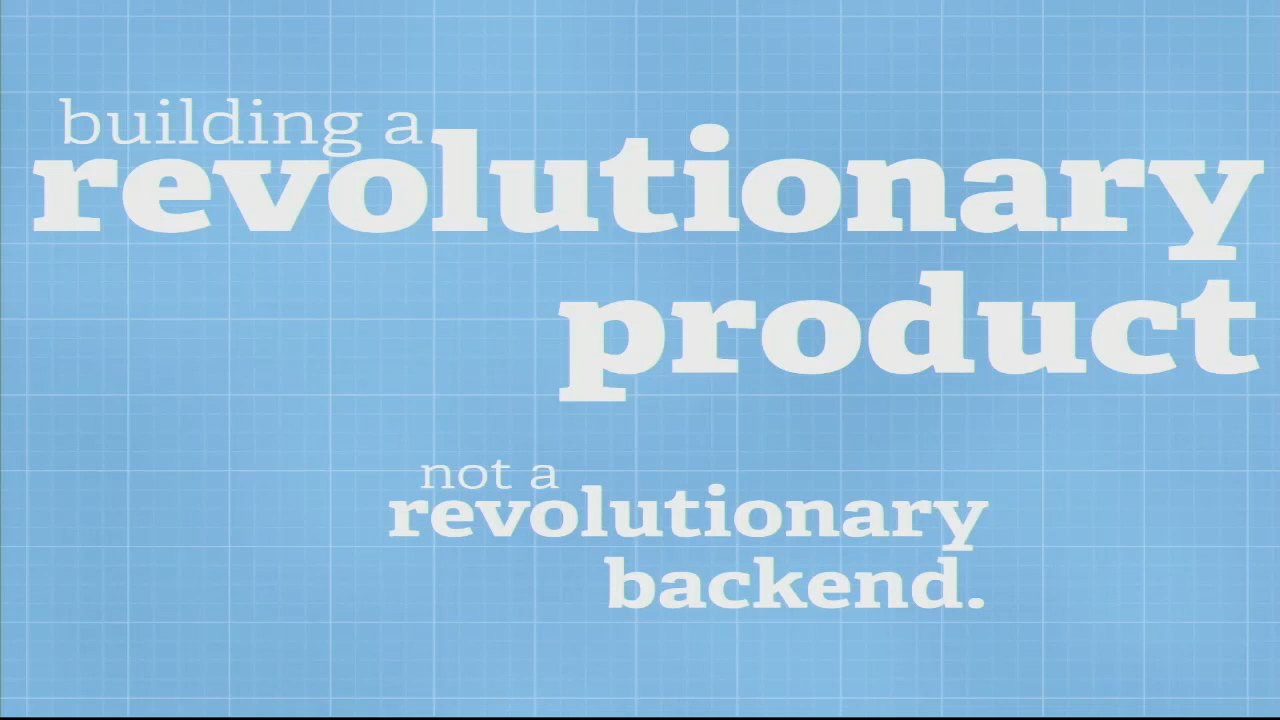 building a
revolutionary
product
not a
revolutionary
backend.